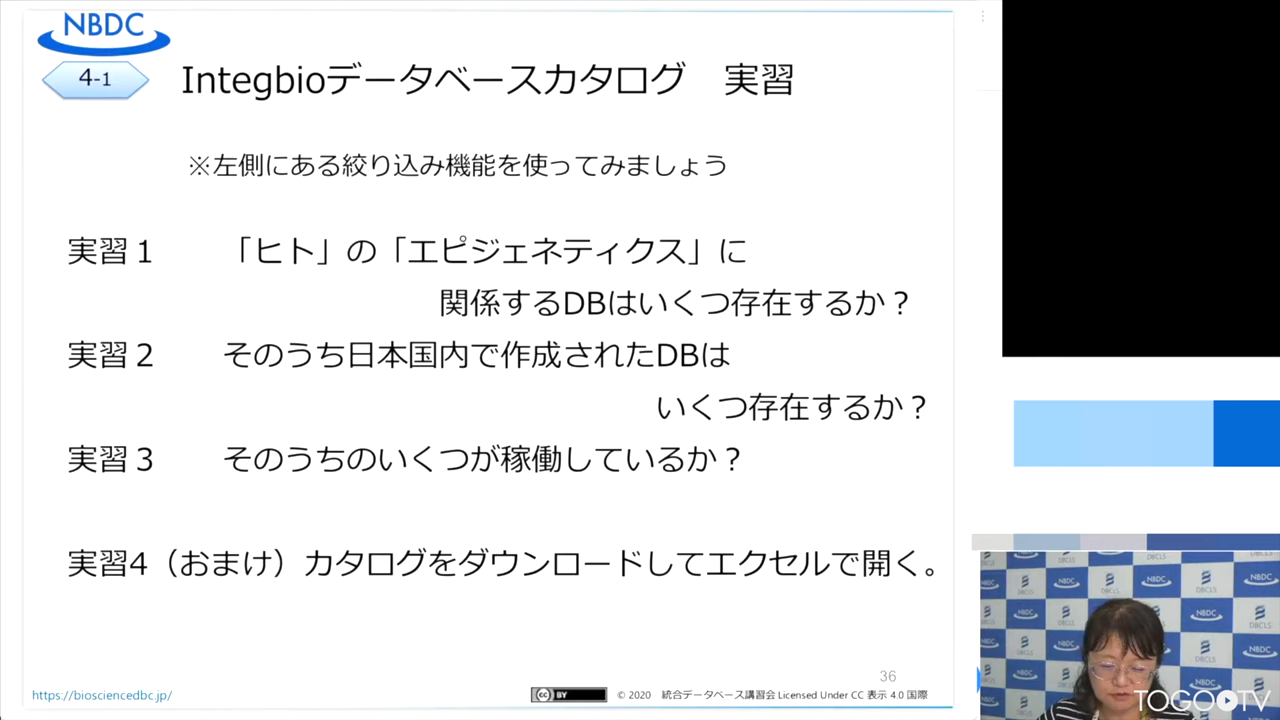 NBDC
4-1
Integbioデータベースカタログ　実習
※左側にある絞り込み機能を使ってみましょう
実習１　「ヒト」の「エピジェネティクス」に
関係するDBはいくつ存在するか？
実習２　そのうち日本国内で作成されたDBは
いくつ存在するか？
実習３　そのうちのいくつが稼働しているか？
実習4（おまけ）カタログをダウンロードしてエクセルで開く。
36
https://biosciencedbc.jp/
cc BY
© 2020　統合データベース講習会 Licensed Under CC 表示 4.0 国際
NBDC
DBCLS
TOGOTV